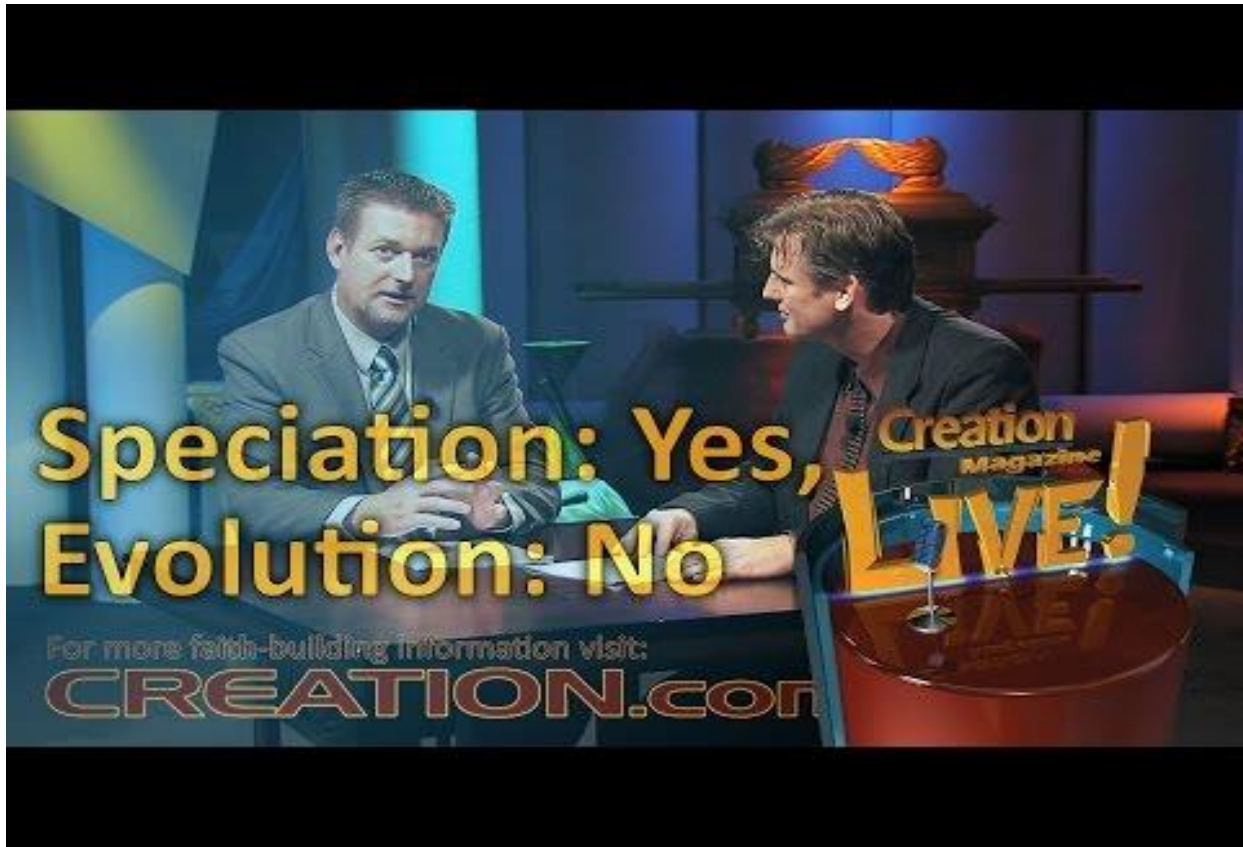 Speciation: Yes,
Evolution: No
For more faith-building information visit:
CREATION.com
Creation
Magazine
LIVE!